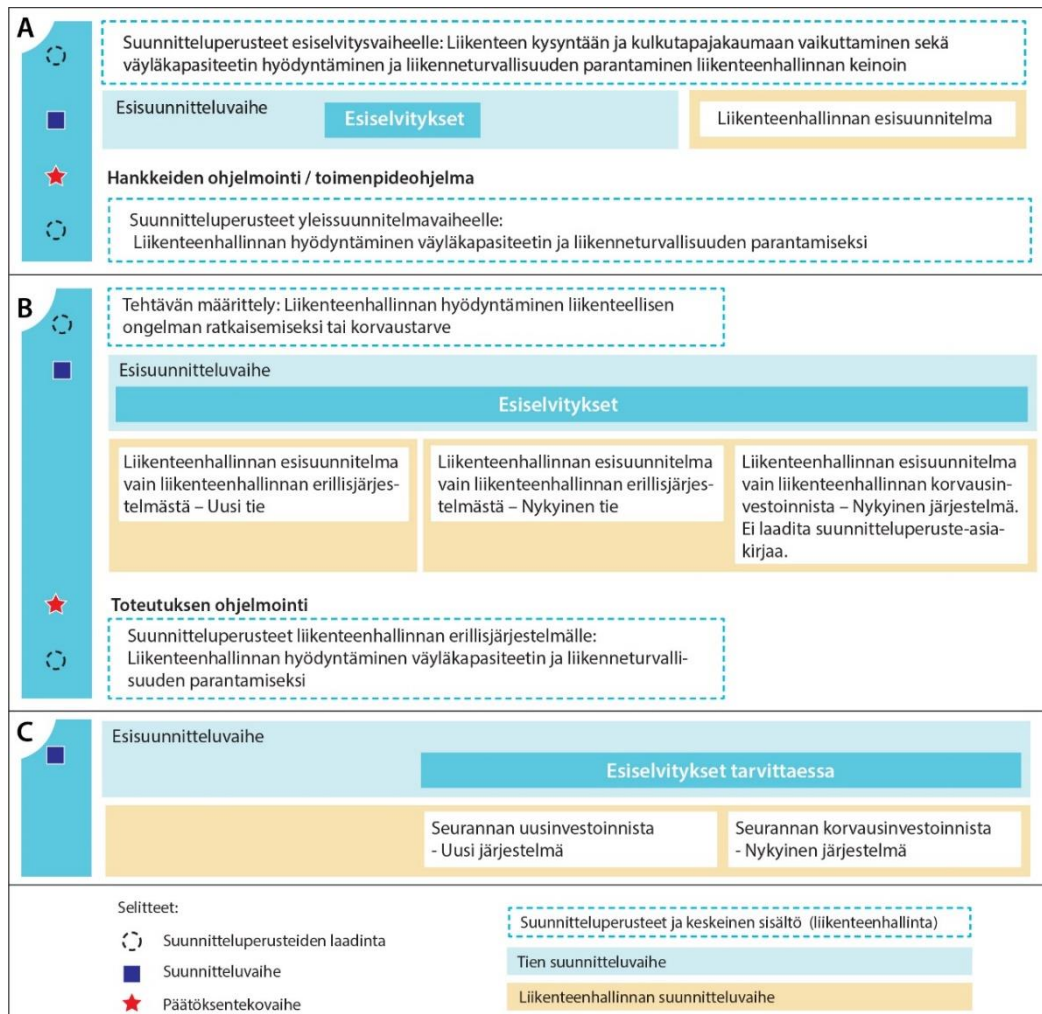 A
Suunnitteluperusteet esiselvitysvaiheelle: Liikenteen kysyntään ja kulkutapajakaumaan vaikuttaminen sekä
väyläkapasiteetin hyödyntäminen ja liikenneturvallisuuden parantaminen liikenteenhallinnan keinoin
Esisuunnitteluvaihe
Esiselvitykset
Liikenteenhallinnan esisuunnitelma
Hankkeiden ohjelmointi / toimenpideohjelma
Suunnitteluperusteet yleissuunnitelmavaiheelle:
Liikenteenhallinnan hyödyntäminen väyläkapasiteetin ja liikenneturvallisuuden parantamiseksi
B
Tehtävän määrittely: Liikenteenhallinnan hyödyntäminen liikenteellisen
ongelman ratkaisemiseksi tai korvaustarve
Esisuunnitteluvaihe
Esiselvitykset
Liikenteenhallinnan esisuunnitelma
vain liikenteenhallinnan erillisjärjes-
telmästä – Uusi tie
Liikenteenhallinnan esisuunnitelma
vain liikenteenhallinnan erillisjärjes-
telmästä – Nykyinen tie
Liikenteenhallinnan esisuunnitelma
vain liikenteenhallinnan korvausin-
vestoinnista – Nykyinen järjestelmä.
Ei laadita suunnitteluperuste-asia-
kirjaa.
Toteutuksen ohjelmointi
Suunnitteluperusteet liikenteenhallinnan erillisjärjestelmälle:
Liikenteenhallinnan hyödyntäminen väyläkapasiteetin ja liikenneturvalli-
suuden parantamiseksi
C
Esisuunnitteluvaihe
Esiselvitykset tarvittaessa
Seurannan uusinvestoinnista
- Uusi järjestelmä
Seurannan korvausinvestoinnista
- Nykyinen järjestelmä
Selitteet:
Suunnitteluperusteiden laadinta
Suunnitteluvaihe
Päätöksentekovaihe
Suunnitteluperusteet ja keskeinen sisältö (liikenteenhallinta)
Tien suunnitteluvaihe
Liikenteenhallinnan suunnitteluvaihe